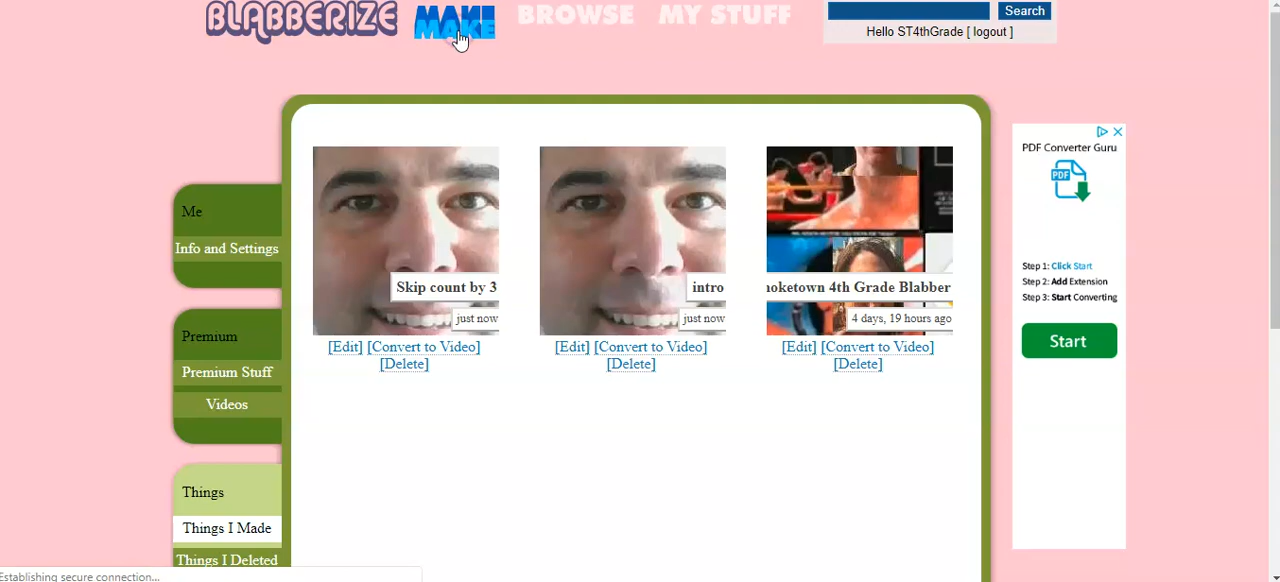 BLABBERIZE MAKE BROWSE MY STUFF Search
MAKE
Hello ST4thGrade [ logout ]
PDF Converter Guru
PDF
Me
Info and Settings
Skip count by 3
just now
intro
just now
oketown 4th Grade Blabber
4 days, 19 hours ago
[Edit] [Convert to Video]
[Delete]
[Edit] [Convert to Video]
[Delete]
[Edit] [Convert to Video]
[Delete]
Step 1: Click Start
Step 2: Add Extension
Step 3: Start Converting
Start
Premium
Premium Stuff
Videos
Things
Things I Made
Things I Deleted
Establishing secure connection...